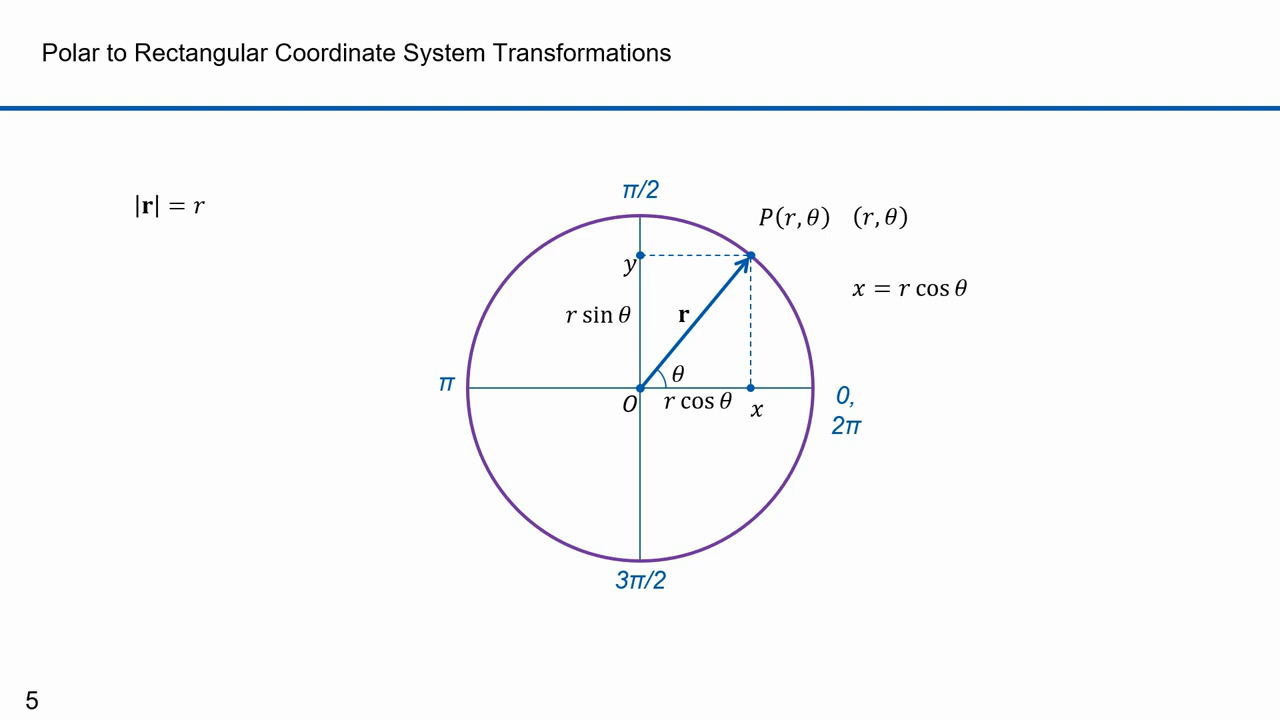 Polar to Rectangular Coordinate System Transformations
|𝐫| = r
π/2
P(r, θ) (r, θ)
y
x = r cos θ
r sin θ
𝐫
θ
π
O
r cos θ
x
0,
2π
3π/2
5